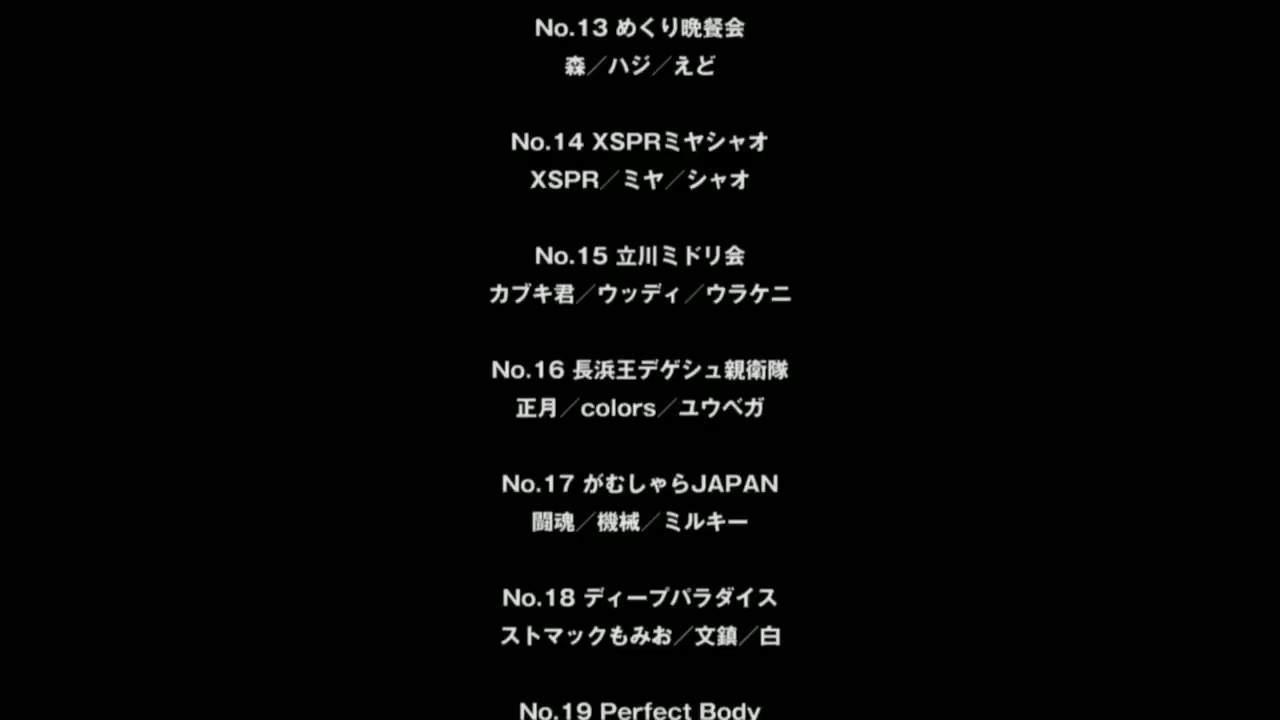 No.13 めくり晩餐会
森／ハジ／えど
No.14 XSPRミヤシャオ
XSPR／ミヤ／シャオ
No.15 立川ミドリ会
カブキ君／ウッディ／ウラケニ
No.16 長浜王デゲシュ親衛隊
正月／colors／ユウベガ
No.17 がむしゃらJAPAN
闘魂／機械／ミルキー
No.18 ディープパラダイス
ストマックもみお／文鎮／白
No.19 Perfect Body